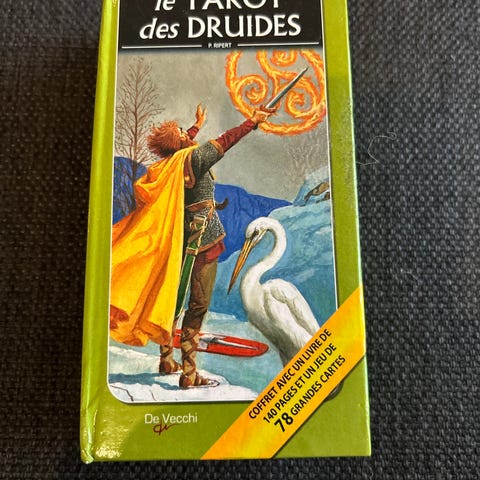 le TAROT
des DRUIDES
P. RIPERT
COFFRET AVEC UN LIVRE DE
140 PAGES ET UN JEU DE
78 GRANDES CARTES
De Vecchi